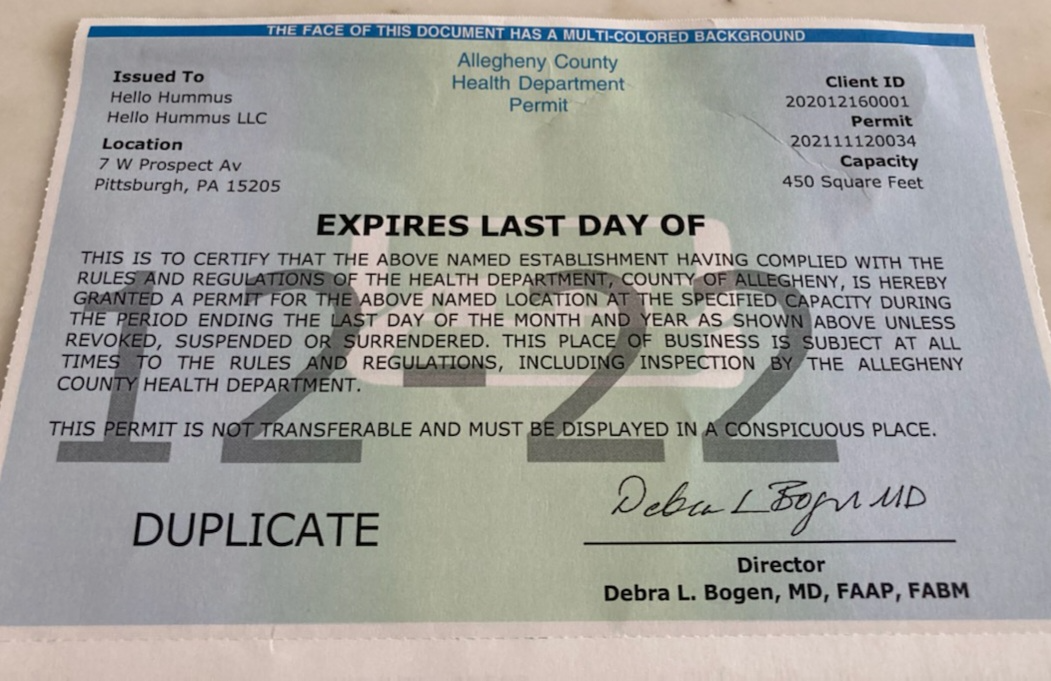 THE FACE OF THIS DOCUMENT HAS A MULTI-COLORED BACKGROUND
Allegheny County
Health Department
Permit
Issued To
Hello Hummus
Hello Hummus LLC
Location
7 W Prospect Av
Pittsburgh, PA 15205
Client ID
202012160001
Permit
202111120034
Capacity
450 Square Feet
EXPIRES LAST DAY OF
12-22
THIS IS TO CERTIFY THAT THE ABOVE NAMED ESTABLISHMENT HAVING COMPLIED WITH THE
RULES AND REGULATIONS OF THE HEALTH DEPARTMENT, COUNTY OF ALLEGHENY, IS HEREBY
GRANTED A PERMIT FOR THE ABOVE NAMED LOCATION AT THE SPECIFIED CAPACITY DURING
THE PERIOD ENDING THE LAST DAY OF THE MONTH AND YEAR AS SHOWN ABOVE UNLESS
REVOKED, SUSPENDED OR SURRENDERED. THIS PLACE OF BUSINESS IS SUBJECT AT ALL
TIMES TO THE RULES AND REGULATIONS, INCLUDING INSPECTION BY THE ALLEGHENY
COUNTY HEALTH DEPARTMENT.
THIS PERMIT IS NOT TRANSFERABLE AND MUST BE DISPLAYED IN A CONSPICUOUS PLACE.
DUPLICATE
Debra L Bogen MD
Director
Debra L. Bogen, MD, FAAP, FABM